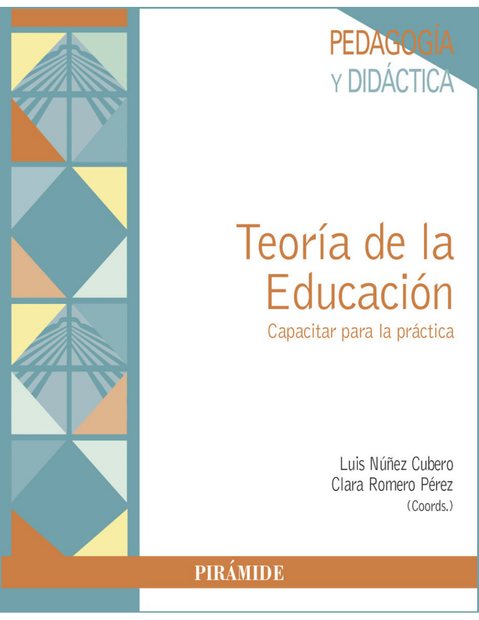 PEDAGOGÍA
Y DIDÁCTICA
Teoría de la
Educación
Capacitar para la práctica
Luis Núñez Cubero
Clara Romero Pérez
(Coords.)
PIRÁMIDE